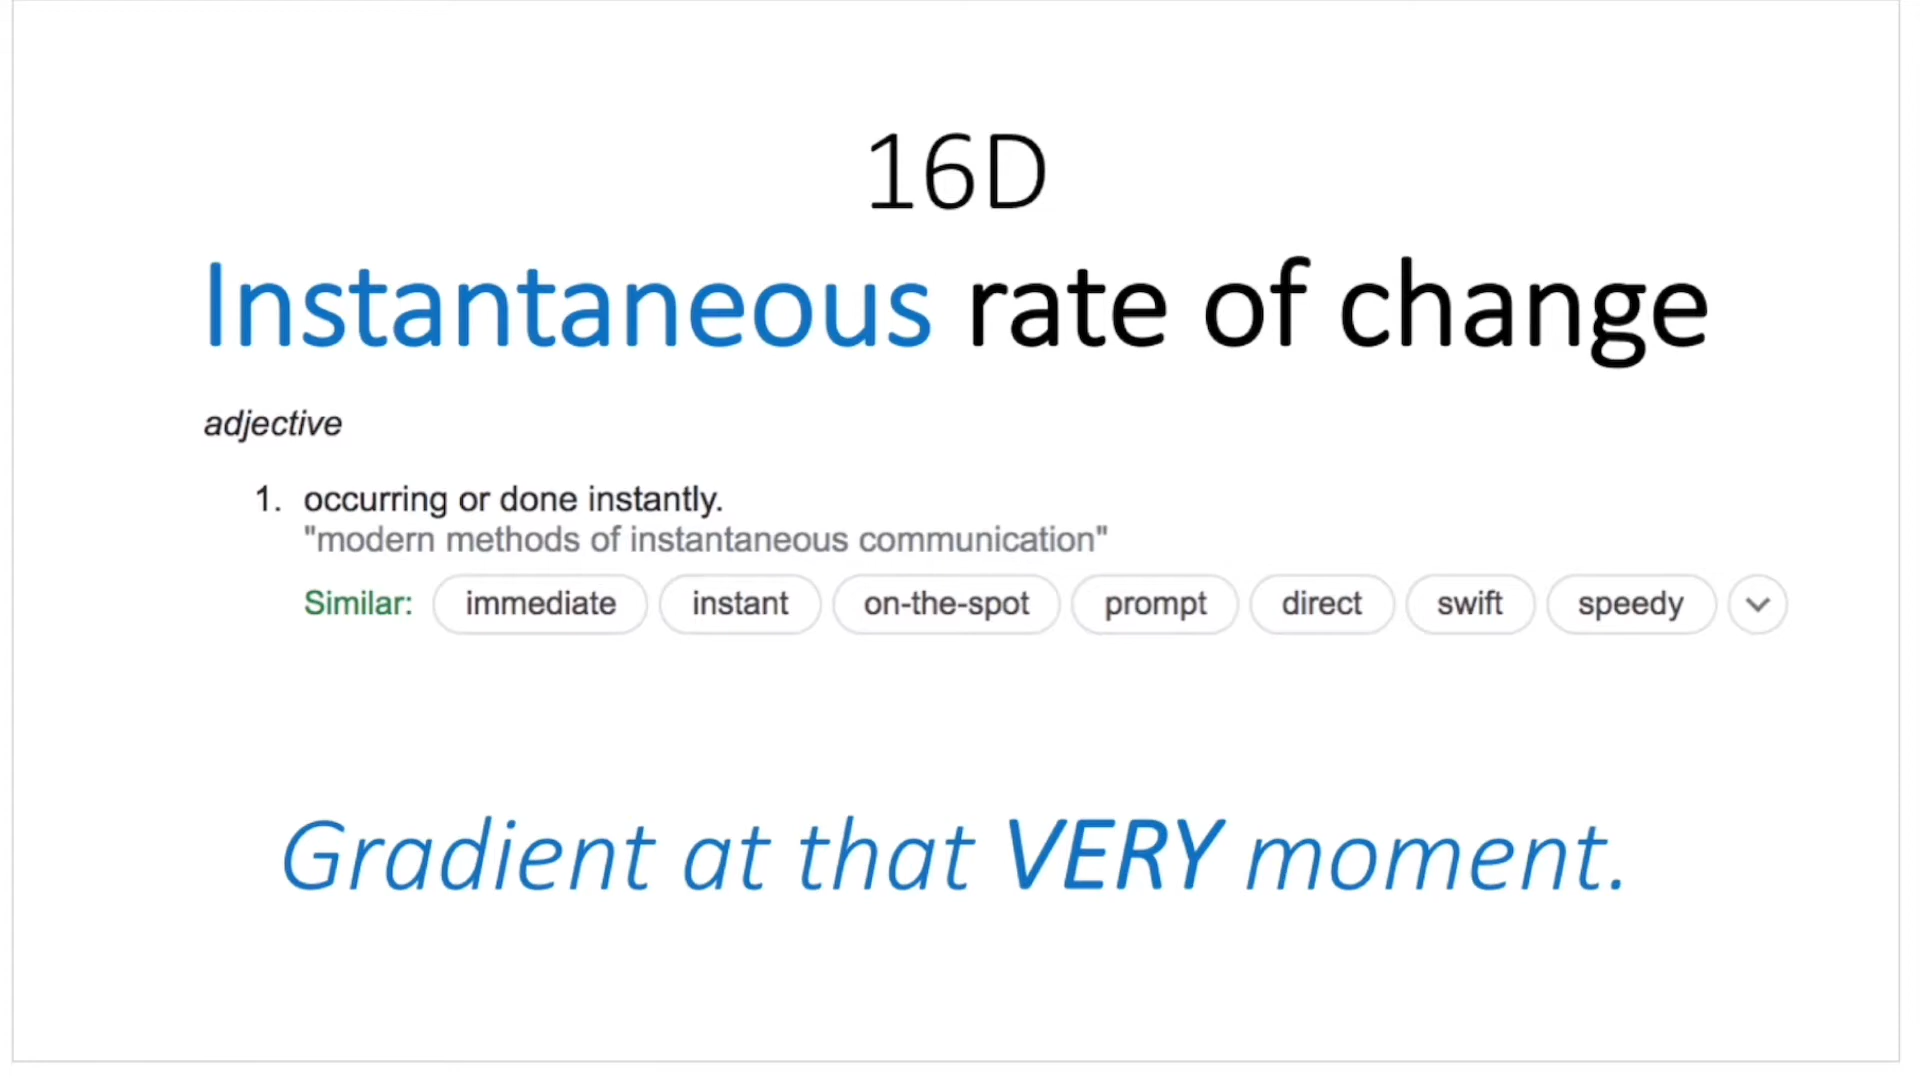 16D
Instantaneous rate of change
adjective
1. occurring or done instantly.
"modern methods of instantaneous communication"
Similar: immediate instant on-the-spot prompt direct swift speedy
Gradient at that VERY moment.